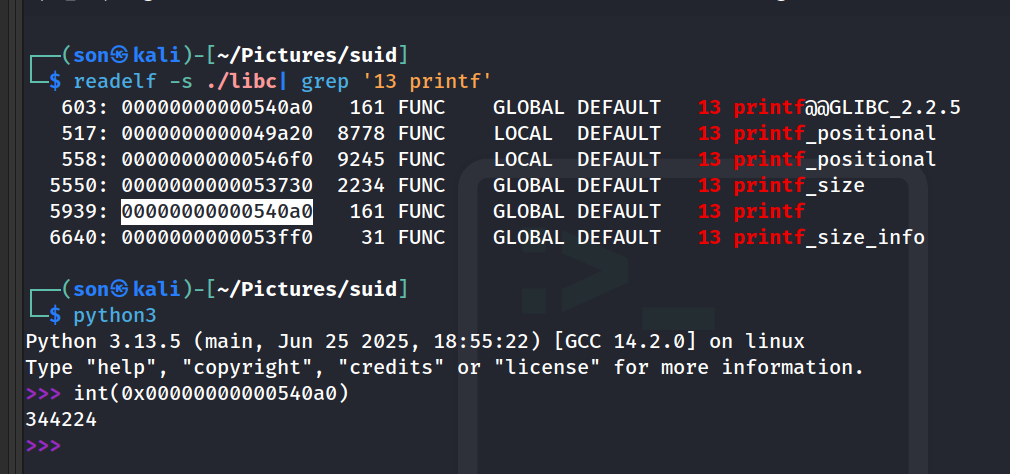 ┌──(son㉿kali)-[~/Pictures/suid]
└─$ readelf -s ./libc| grep '13 printf'
   603: 00000000000540a0   161 FUNC    GLOBAL DEFAULT   13 printf@@GLIBC_2.2.5
   517: 0000000000049a20  8778 FUNC    LOCAL  DEFAULT   13 printf_positional
   558: 00000000000546f0  9245 FUNC    LOCAL  DEFAULT   13 printf_positional
  5550: 0000000000053730  2234 FUNC    GLOBAL DEFAULT   13 printf_size
  5939: 00000000000540a0   161 FUNC    GLOBAL DEFAULT   13 printf
  6640: 0000000000053ff0    31 FUNC    GLOBAL DEFAULT   13 printf_size_info
┌──(son㉿kali)-[~/Pictures/suid]
└─$ python3
Python 3.13.5 (main, Jun 25 2025, 18:55:22) [GCC 14.2.0] on linux
Type "help", "copyright", "credits" or "license" for more information.
>>> int(0x00000000000540a0)
344224
>>>